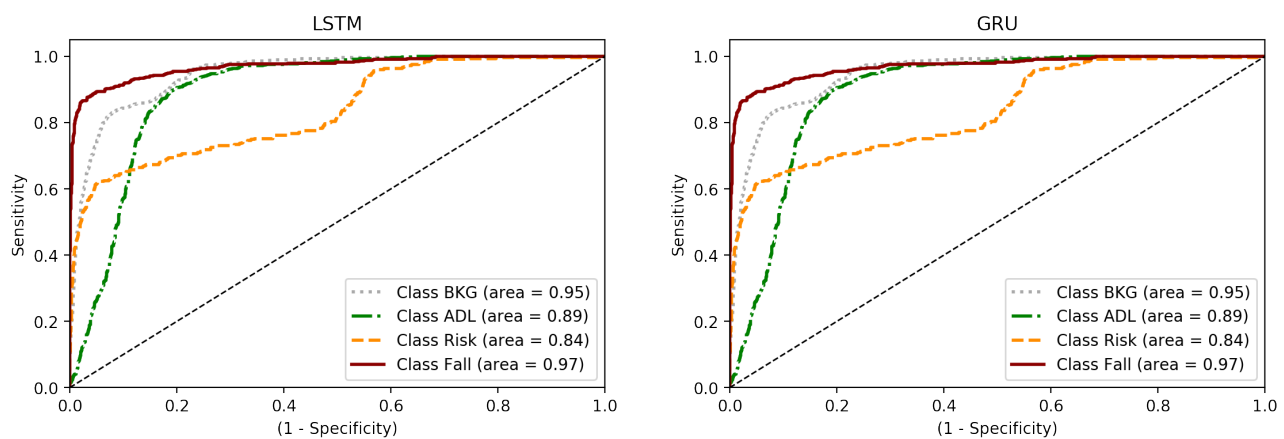 LSTM
1.0
0.8
0.6
0.4
0.2
0.0
Sensitivity
0.0 0.2 0.4 0.6 0.8 1.0
(1 - Specificity)
Class BKG (area = 0.95)
Class ADL (area = 0.89)
Class Risk (area = 0.84)
Class Fall (area = 0.97)
GRU
1.0
0.8
0.6
0.4
0.2
0.0
Sensitivity
0.0 0.2 0.4 0.6 0.8 1.0
(1 - Specificity)
Class BKG (area = 0.95)
Class ADL (area = 0.89)
Class Risk (area = 0.84)
Class Fall (area = 0.97)